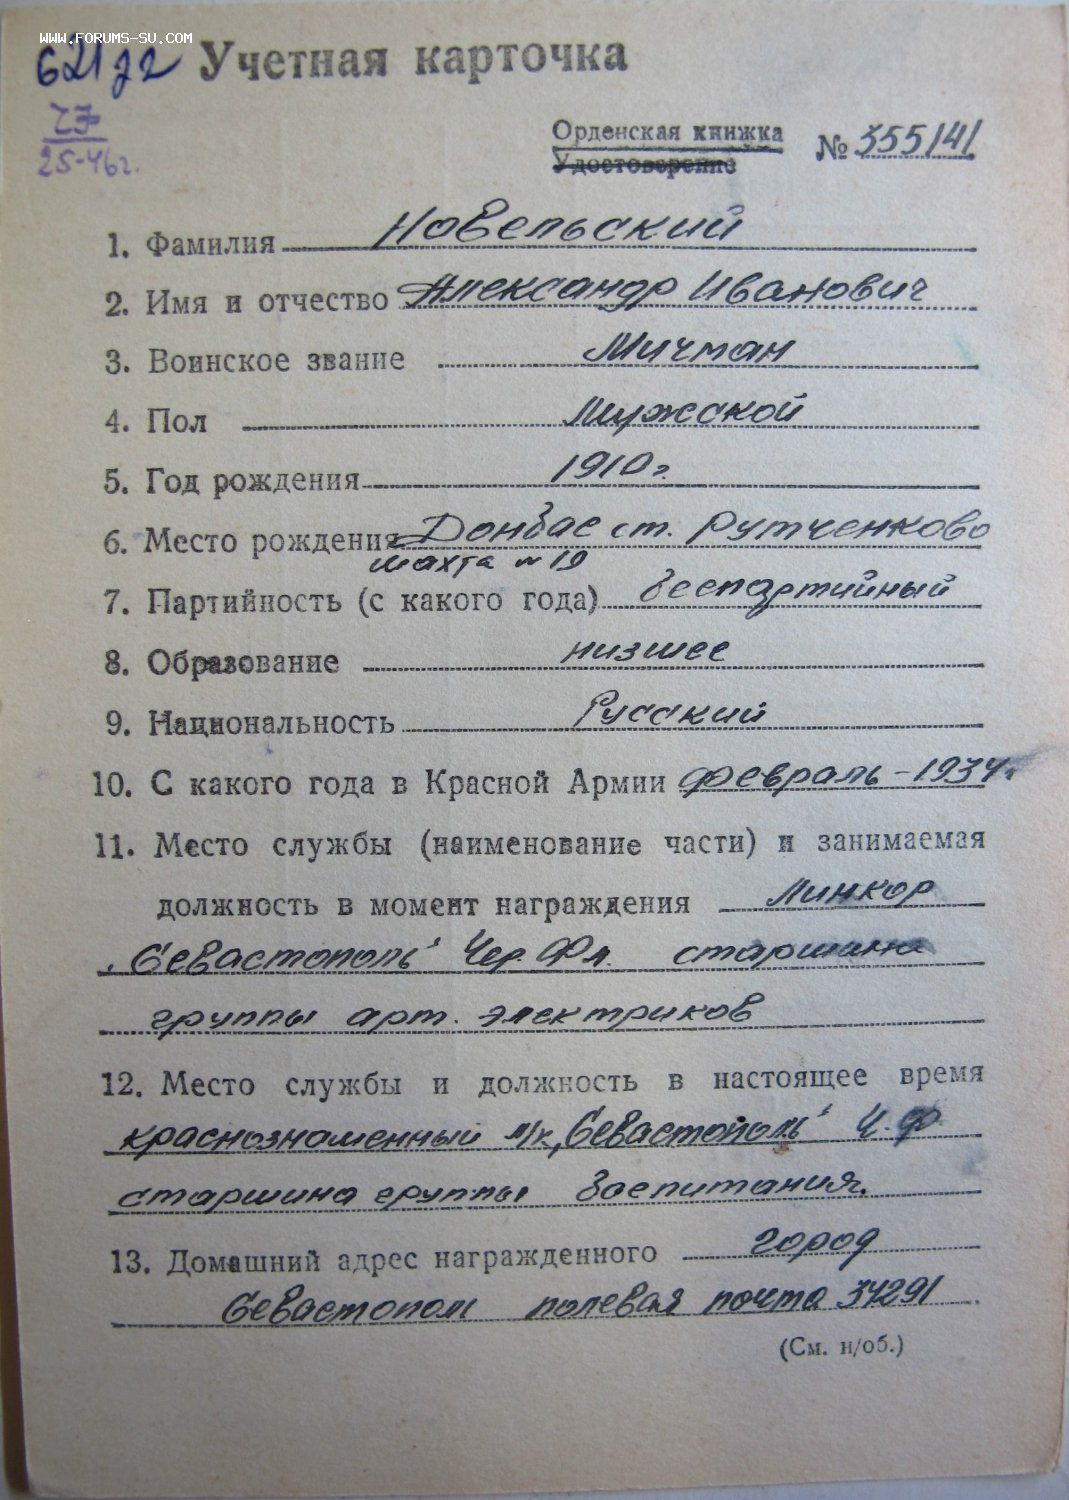 WWW.FORUMS-SU.COM
Учетная карточка
25-46г.
Орденская книжка
Удостоверение
№ 355141
1. Фамилия Новельский
2. Имя и отчество Александр Иванович
3. Воинское звание Мичман
4. Пол Мужской
5. Год рождения 1910 г.
6. Место рождения Донбас ст. Рутченково
шахта № 19
7. Партийность (с какого года) беспартийный
8. Образование низшее
9. Национальность Русский
10. С какого года в Красной Армии февраль-1934г.
11. Место службы (наименование части) и занимаемая
должность в момент награждения Линкор
„Севастополь" Чер. Фл. старшина
группы арт. электриков
12. Место службы и должность в настоящее время
краснознаменный л/к „Севастополь" Ч.Ф.
старшина группы
13. Домашний адрес награжденного город
Севастополь полевая почта 34291
(См. н/об.)